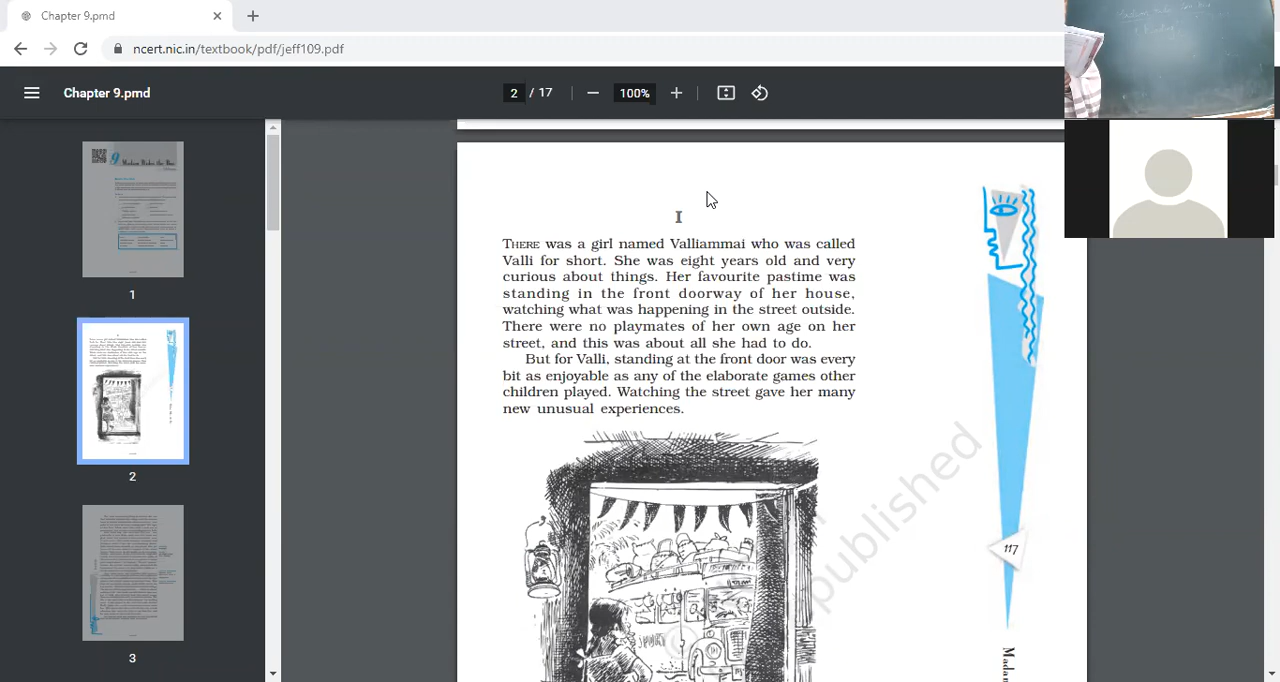 Chapter 9.pmd
ncert.nic.in/textbook/pdf/jeff109.pdf
Chapter 9.pmd
2 / 17
100%
1
2
3
I
THERE was a girl named Valliammai who was called
Valli for short. She was eight years old and very
curious about things. Her favourite pastime was
standing in the front doorway of her house,
watching what was happening in the street outside.
There were no playmates of her own age on her
street, and this was about all she had to do.
But for Valli, standing at the front door was every
bit as enjoyable as any of the elaborate games other
children played. Watching the street gave her many
new unusual experiences.
ublished
117
Madam